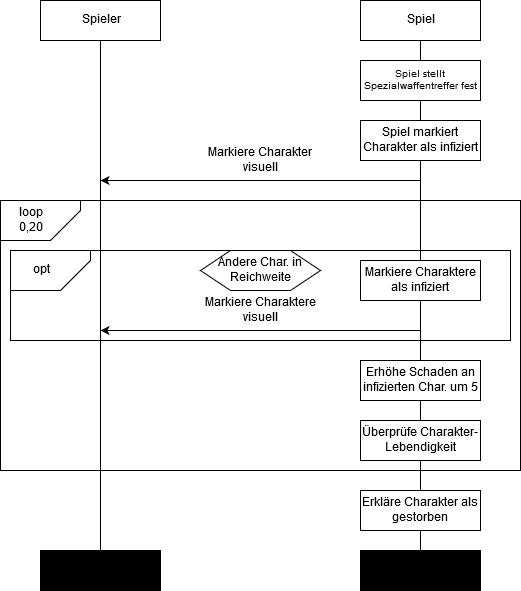 Spieler
Spiel
Spiel stellt
Spezialwaffentreffer fest
Spiel markiert
Charakter als infiziert
Markiere Charakter
visuell
loop
0,20
opt
Andere Char. in
Reichweite
Markiere Charaktere
als infiziert
Markiere Charaktere
visuell
Erhöhe Schaden an
infizierten Char. um 5
Überprüfe Charakter-
Lebendigkeit
Erkläre Charakter als
gestorben